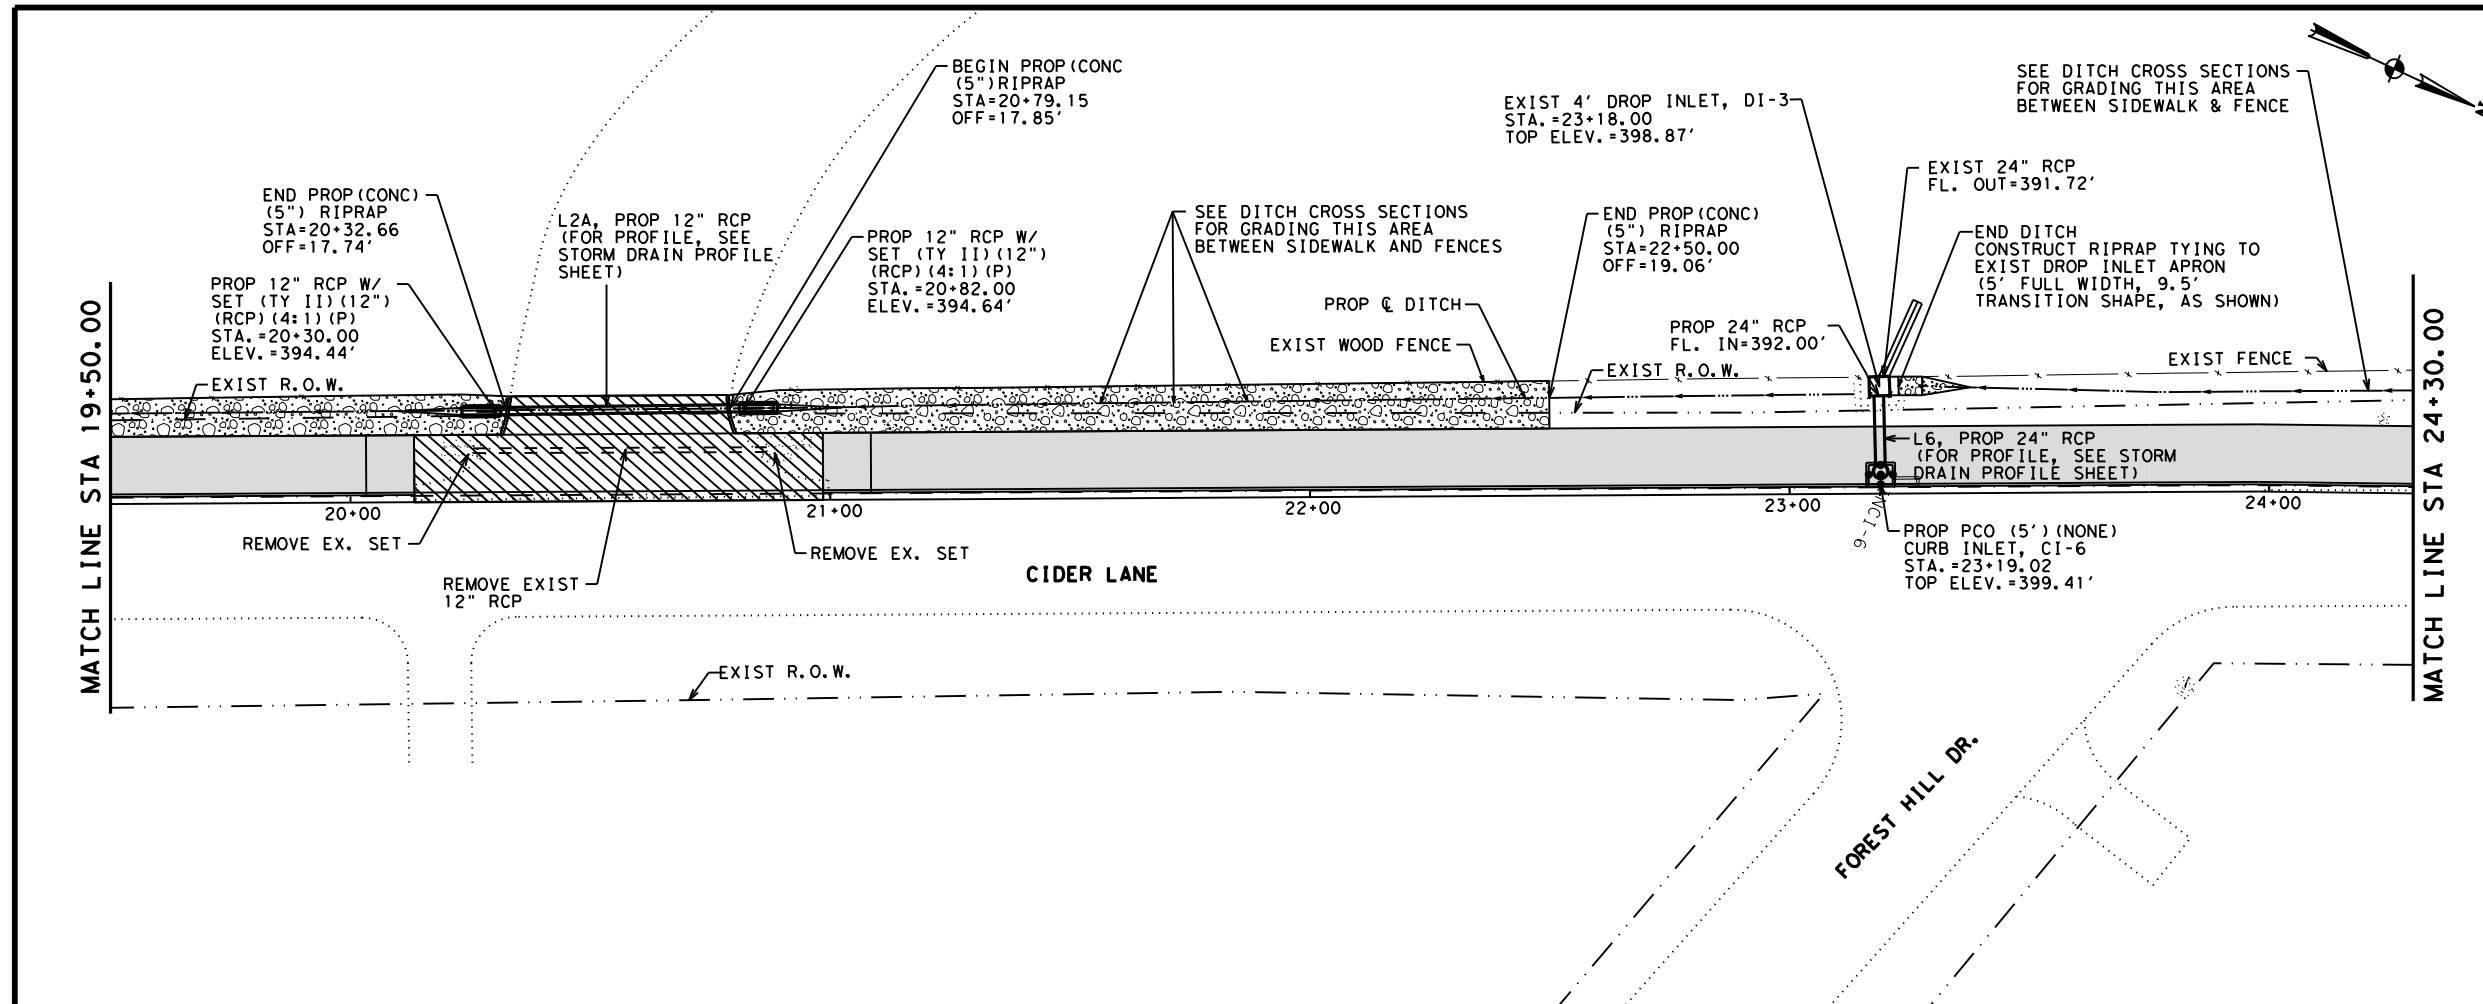 BEGIN PROP(CONC
(5")RIPRAP
STA=20+79.15
OFF=17.85'
EXIST 4' DROP INLET, DI-3
STA.=23+18.00
TOP ELEV.=398.87'
SEE DITCH CROSS SECTIONS
FOR GRADING THIS AREA
BETWEEN SIDEWALK & FENCE
EXIST 24" RCP
FL. OUT=391.72'
END PROP(CONC)
(5") RIPRAP
STA=20+32.66
OFF=17.74'
L2A, PROP 12" RCP
(FOR PROFILE, SEE
STORM DRAIN PROFILE
SHEET)
PROP 12" RCP W/
SET (TY II)(12")
(RCP)(4:1)(P)
STA.=20+82.00
ELEV.=394.64'
SEE DITCH CROSS SECTIONS
FOR GRADING THIS AREA
BETWEEN SIDEWALK AND FENCES
END PROP(CONC)
(5") RIPRAP
STA=22+50.00
OFF=19.06'
END DITCH
CONSTRUCT RIPRAP TYING TO
EXIST DROP INLET APRON
(5' FULL WIDTH, 9.5'
TRANSITION SHAPE, AS SHOWN)
PROP 12" RCP W/
SET (TY II)(12")
(RCP)(4:1)(P)
STA.=20+30.00
ELEV.=394.44'
PROP ℄ DITCH
EXIST WOOD FENCE
PROP 24" RCP
FL. IN=392.00'
EXIST FENCE
EXIST R.O.W.
EXIST R.O.W.
MATCH LINE STA 19+50.00
MATCH LINE STA 24+30.00
L6, PROP 24" RCP
(FOR PROFILE, SEE STORM
DRAIN PROFILE SHEET)
20+00
21+00
22+00
23+00
24+00
REMOVE EX. SET
REMOVE EX. SET
REMOVE EXIST
12" RCP
CIDER LANE
PROP PCO (5')(NONE)
CURB INLET, CI-6
STA.=23+19.02
TOP ELEV.=399.41'
EXIST R.O.W.
FOREST HILL DR.